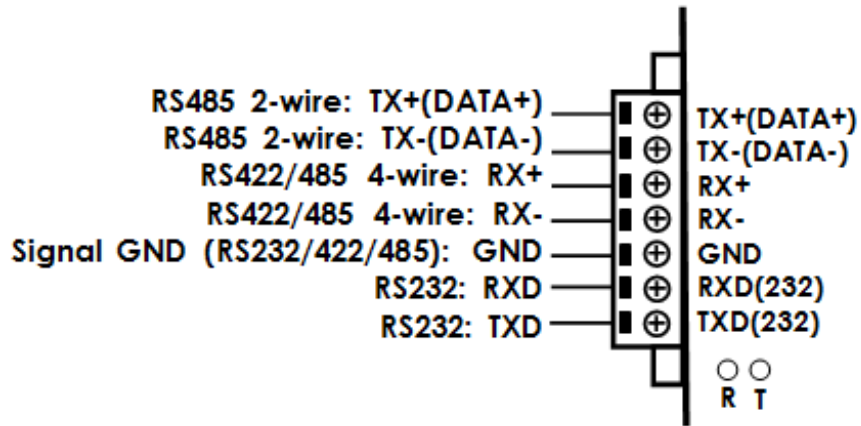 RS485 2-wire: TX+(DATA+)
RS485 2-wire: TX-(DATA-)
RS422/485 4-wire: RX+
RS422/485 4-wire: RX-
Signal GND (RS232/422/485): GND
RS232: RXD
RS232: TXD
TX+(DATA+)
TX-(DATA-)
RX+
RX-
GND
RXD(232)
TXD(232)
R T